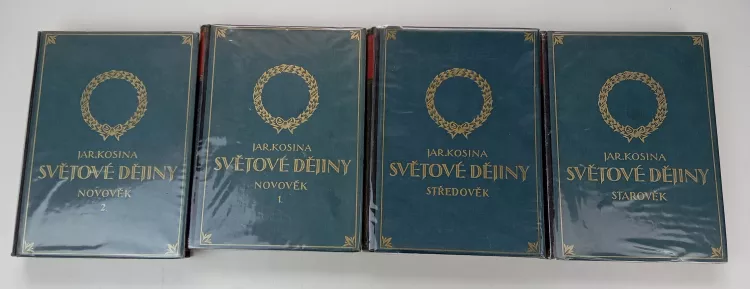 JAR.KOSINA
SVĚTOVÉ DĚJINY
NOVOVĚK
2
JAR.KOSINA
SVĚTOVÉ DĚJINY
NOVOVĚK
1.
JAR.KOSINA
SVĚTOVÉ DĚJINY
STŘEDOVĚK
JAR.KOSINA
SVĚTOVÉ DĚJINY
STAROVĚK